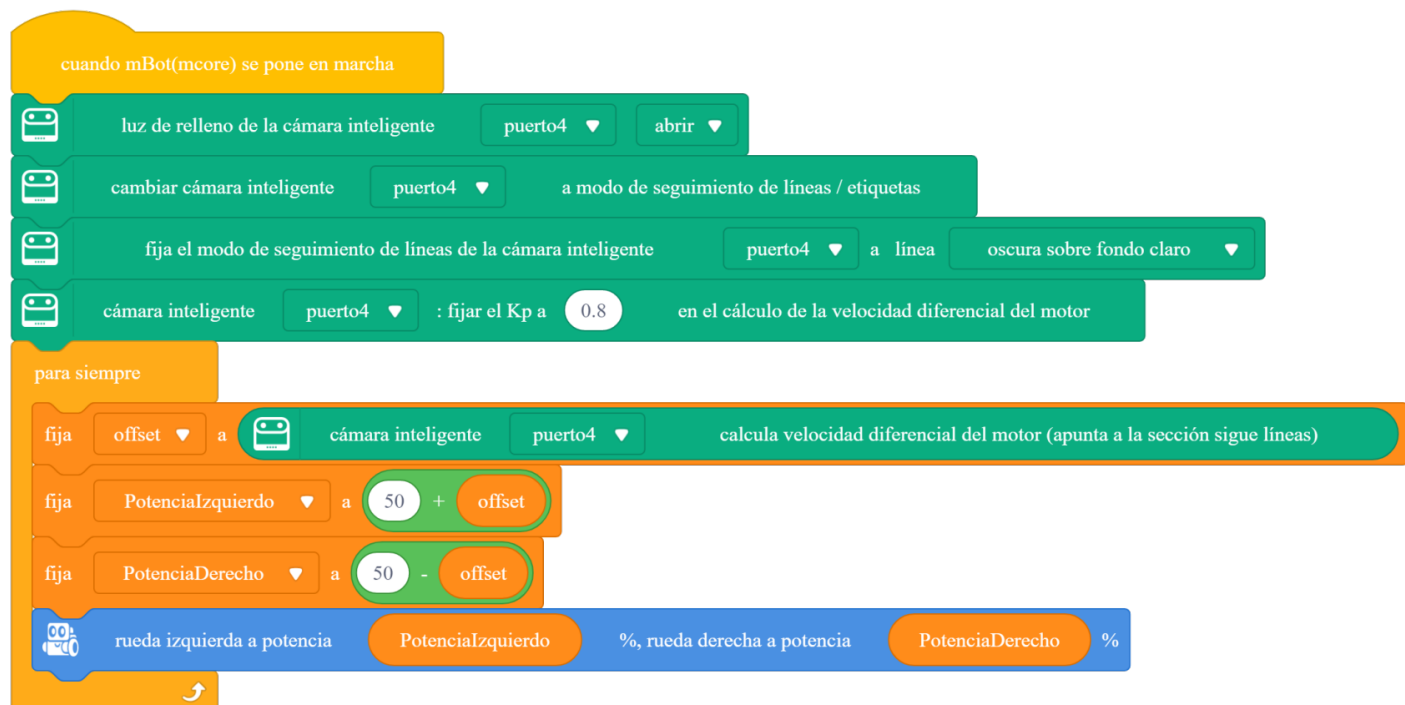 cuando mBot(mcore) se pone en marcha
luz de relleno de la cámara inteligente puerto4 abrir
cambiar cámara inteligente puerto4 a modo de seguimiento de líneas / etiquetas
fija el modo de seguimiento de líneas de la cámara inteligente puerto4 a línea oscura sobre fondo claro
cámara inteligente puerto4 : fijar el Kp a 0.8 en el cálculo de la velocidad diferencial del motor
para siempre
fija offset a cámara inteligente puerto4 calcula velocidad diferencial del motor (apunta a la sección sigue líneas)
fija PotenciaIzquierdo a 50 + offset
fija PotenciaDerecho a 50 - offset
rueda izquierda a potencia PotenciaIzquierdo %, rueda derecha a potencia PotenciaDerecho %